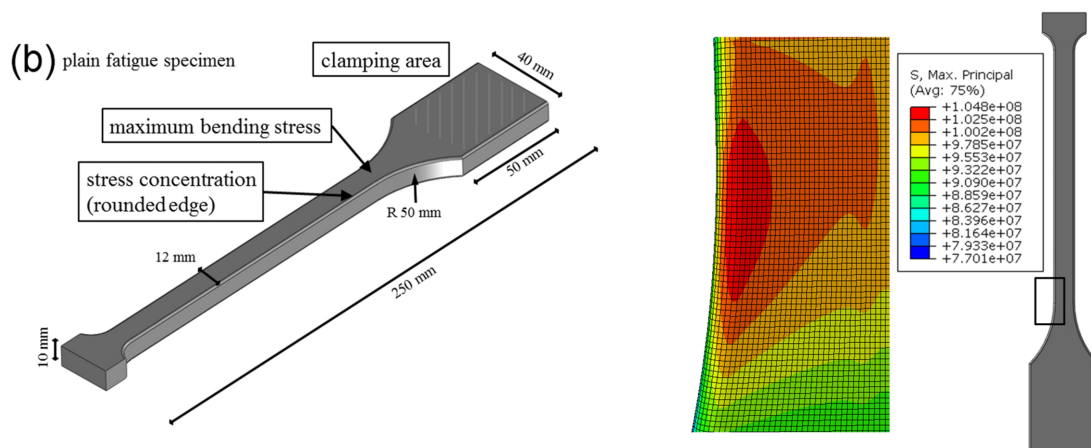 (b) plain fatigue specimen
clamping area
40 mm
maximum bending stress
stress concentration
(rounded edge)
50 mm
R 50 mm
12 mm
250 mm
10 mm
S, Max. Principal
(Avg: 75%)
+1.048e+08
+1.025e+08
+1.002e+08
+9.785e+07
+9.553e+07
+9.322e+07
+9.090e+07
+8.859e+07
+8.627e+07
+8.396e+07
+8.164e+07
+7.933e+07
+7.701e+07